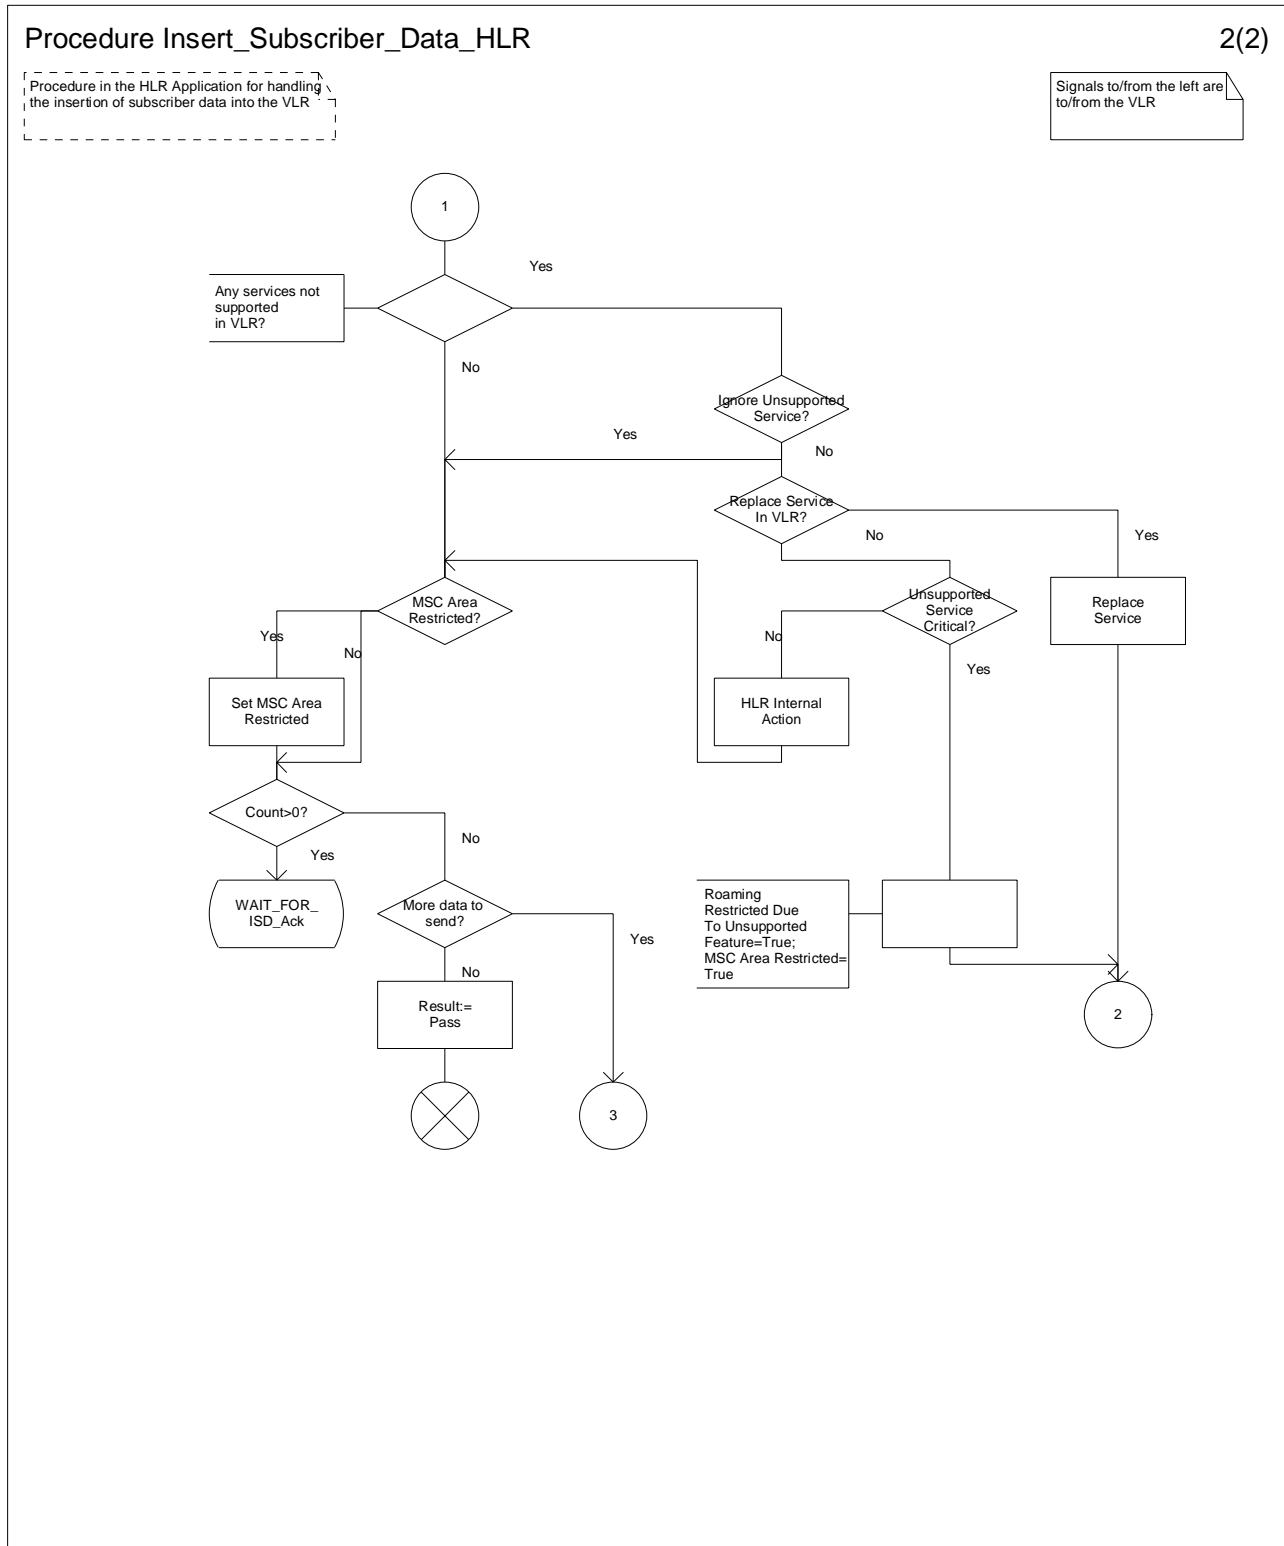 Procedure Insert_Subscriber_Data_HLR
2(2)
Procedure in the HLR Application for handling
the insertion of subscriber data into the VLR
Signals to/from the left are
to/from the VLR
1
Yes
Any services not
supported
in VLR?
No
Ignore Unsupported
Service?
Yes
No
Replace Service
In VLR?
No
Yes
MSC Area
Restricted?
Unsupported
Service
Critical?
Replace
Service
Yes
No
No
Yes
Set MSC Area
Restricted
HLR Internal
Action
Count>0?
No
Yes
WAIT_FOR_
ISD_Ack
More data to
send?
Yes
Roaming
Restricted Due
To Unsupported
Feature=True;
MSC Area Restricted=
True
No
Result:=
Pass
2
3